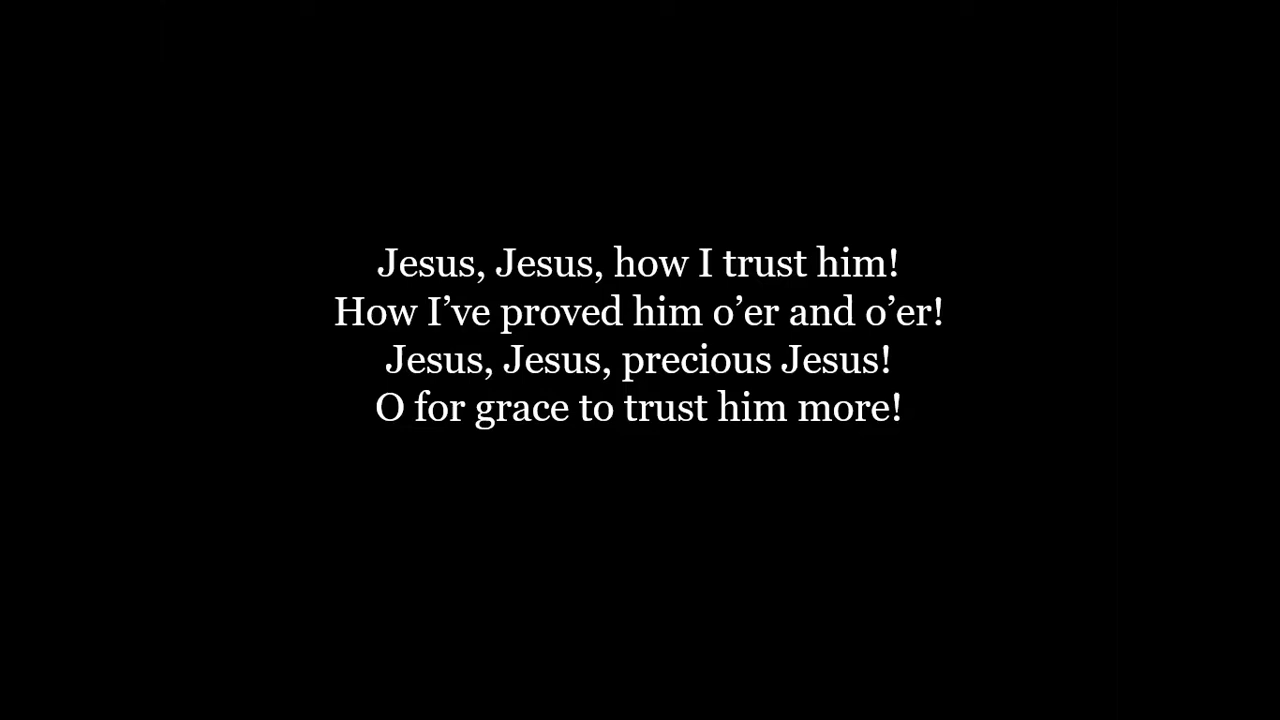 Jesus, Jesus, how I trust him!
How I’ve proved him o’er and o’er!
Jesus, Jesus, precious Jesus!
O for grace to trust him more!